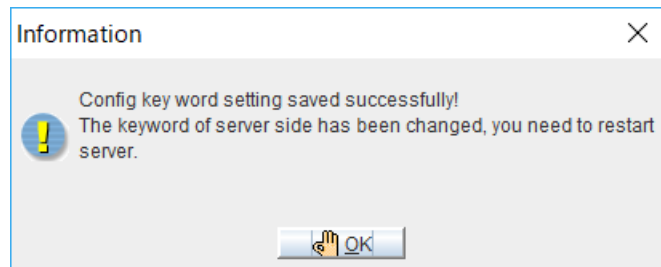 Information
Config key word setting saved successfully!
The keyword of server side has been changed, you need to restart
server.
OK